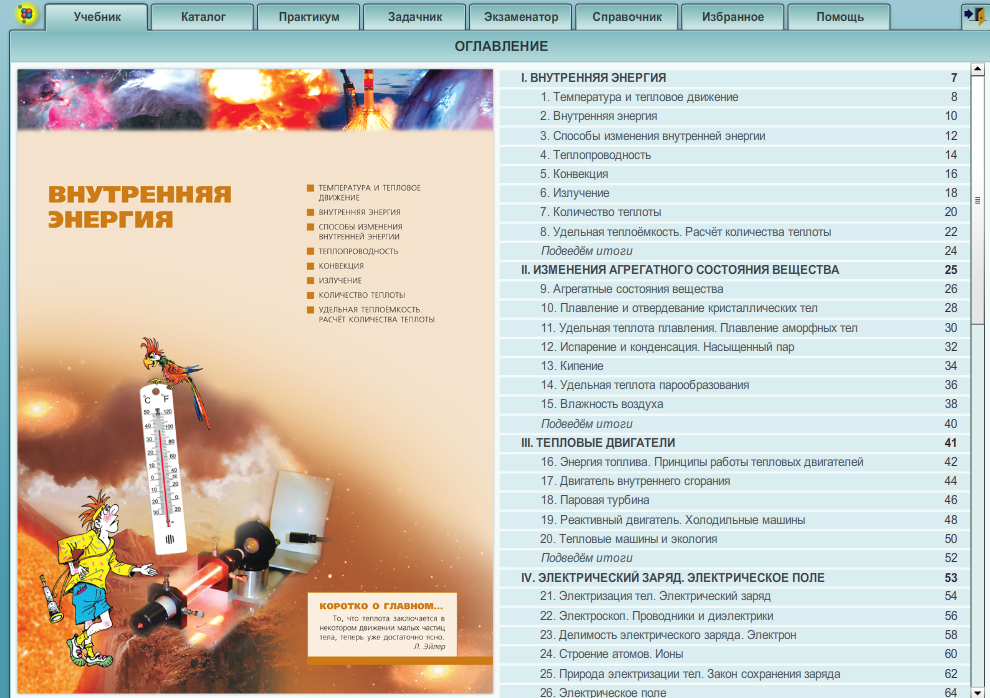 Учебник
Каталог
Практикум
Задачник
Экзаменатор
Справочник
Избранное
Помощь
ОГЛАВЛЕНИЕ
ВНУТРЕННЯЯ
ЭНЕРГИЯ
ТЕМПЕРАТУРА И ТЕПЛОВОЕ
ДВИЖЕНИЕ
ВНУТРЕННЯЯ ЭНЕРГИЯ
СПОСОБЫ ИЗМЕНЕНИЯ
ВНУТРЕННЕЙ ЭНЕРГИИ
ТЕПЛОПРОВОДНОСТЬ
КОНВЕКЦИЯ
ИЗЛУЧЕНИЕ
КОЛИЧЕСТВО ТЕПЛОТЫ
УДЕЛЬНАЯ ТЕПЛОЁМКОСТЬ.
РАСЧЁТ КОЛИЧЕСТВА ТЕПЛОТЫ
°C °F
КОРОТКО О ГЛАВНОМ...
То, что теплота заключается в
некотором движении малых частиц
тела, теперь уже достаточно ясно.
Л. Эйлер
I. ВНУТРЕННЯЯ ЭНЕРГИЯ 7
1. Температура и тепловое движение 8
2. Внутренняя энергия 10
3. Способы изменения внутренней энергии 12
4. Теплопроводность 14
5. Конвекция 16
6. Излучение 18
7. Количество теплоты 20
8. Удельная теплоёмкость. Расчёт количества теплоты 22
Подведём итоги 24
II. ИЗМЕНЕНИЯ АГРЕГАТНОГО СОСТОЯНИЯ ВЕЩЕСТВА 25
9. Агрегатные состояния вещества 26
10. Плавление и отвердевание кристаллических тел 28
11. Удельная теплота плавления. Плавление аморфных тел 30
12. Испарение и конденсация. Насыщенный пар 32
13. Кипение 34
14. Удельная теплота парообразования 36
15. Влажность воздуха 38
Подведём итоги 40
III. ТЕПЛОВЫЕ ДВИГАТЕЛИ 41
16. Энергия топлива. Принципы работы тепловых двигателей 42
17. Двигатель внутреннего сгорания 44
18. Паровая турбина 46
19. Реактивный двигатель. Холодильные машины 48
20. Тепловые машины и экология 50
Подведём итоги 52
IV. ЭЛЕКТРИЧЕСКИЙ ЗАРЯД. ЭЛЕКТРИЧЕСКОЕ ПОЛЕ 53
21. Электризация тел. Электрический заряд 54
22. Электроскоп. Проводники и диэлектрики 56
23. Делимость электрического заряда. Электрон 58
24. Строение атомов. Ионы 60
25. Природа электризации тел. Закон сохранения заряда 62
26. Электрическое поле 64